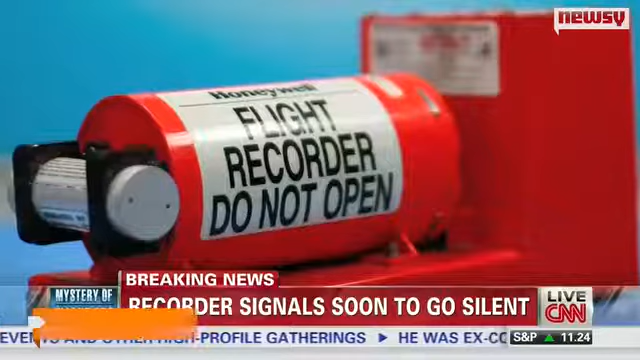 newsy
Honeywell
FLIGHT
RECORDER
DO NOT OPEN
BREAKING NEWS
MYSTERY OF
RECORDER SIGNALS SOON TO GO SILENT
LIVE
CNN
AND OTHER HIGH-PROFILE GATHERINGS ▶ HE WAS EX-CO
S&P ▲ 11.24